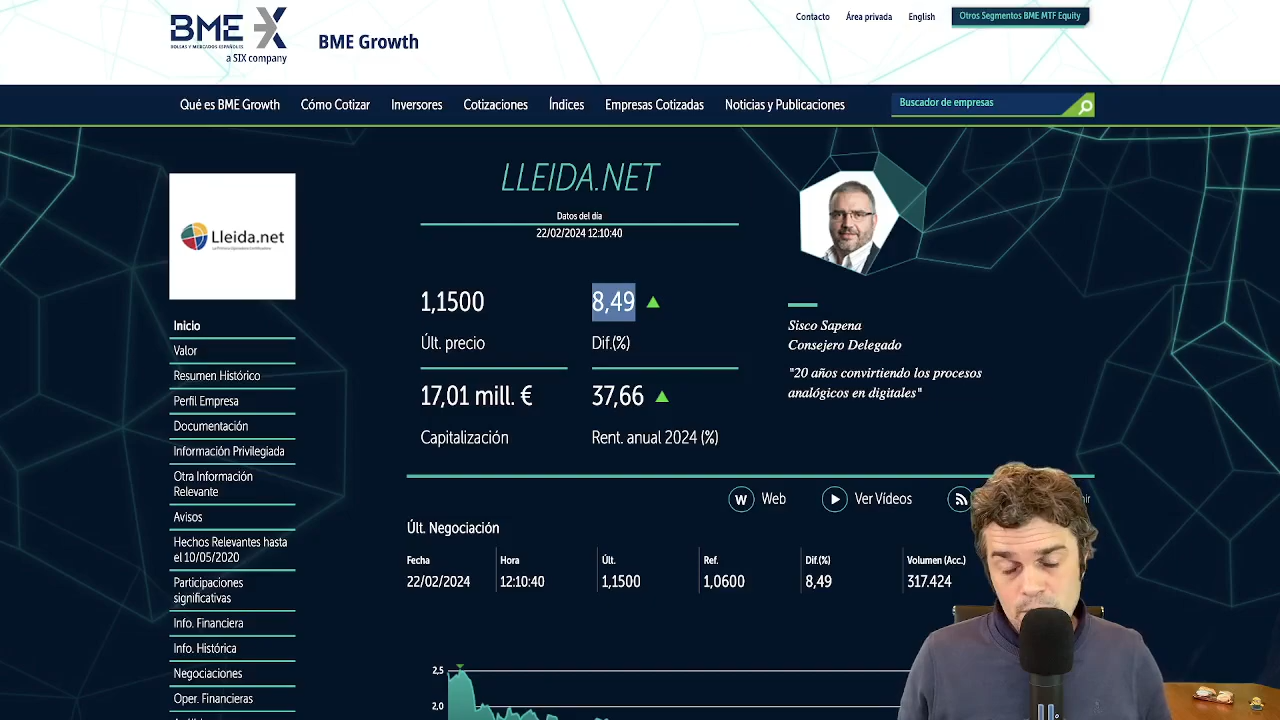 BME X
BOLSAS Y MERCADOS ESPAÑOLES
a SIX company
BME Growth
Contacto
Área privada
English
Otros Segmentos BME MTF Equity
Qué es BME Growth
Cómo Cotizar
Inversores
Cotizaciones
Índices
Empresas Cotizadas
Noticias y Publicaciones
Buscador de empresas
Lleida.net
La Primera Operadora Certificadora
Inicio
Valor
Resumen Histórico
Perfil Empresa
Documentación
Información Privilegiada
Otra Información
Relevante
Avisos
Hechos Relevantes hasta
el 10/05/2020
Participaciones
significativas
Info. Financiera
Info. Histórica
Negociaciones
Oper. Financieras
LLEIDA.NET
Datos del día
22/02/2024 12:10:40
1,1500
Últ. precio
8,49
Dif.(%)
17,01 mill. €
Capitalización
37,66
Rent. anual 2024 (%)
Sisco Sapena
Consejero Delegado
"20 años convirtiendo los procesos
analógicos en digitales"
W Web
Ver Vídeos
Últ. Negociación
Fecha Hora Últ. Ref. Dif.(%) Volumen (Acc.)
22/02/2024 12:10:40 1,1500 1,0600 8,49 317.424
2,5
2,0